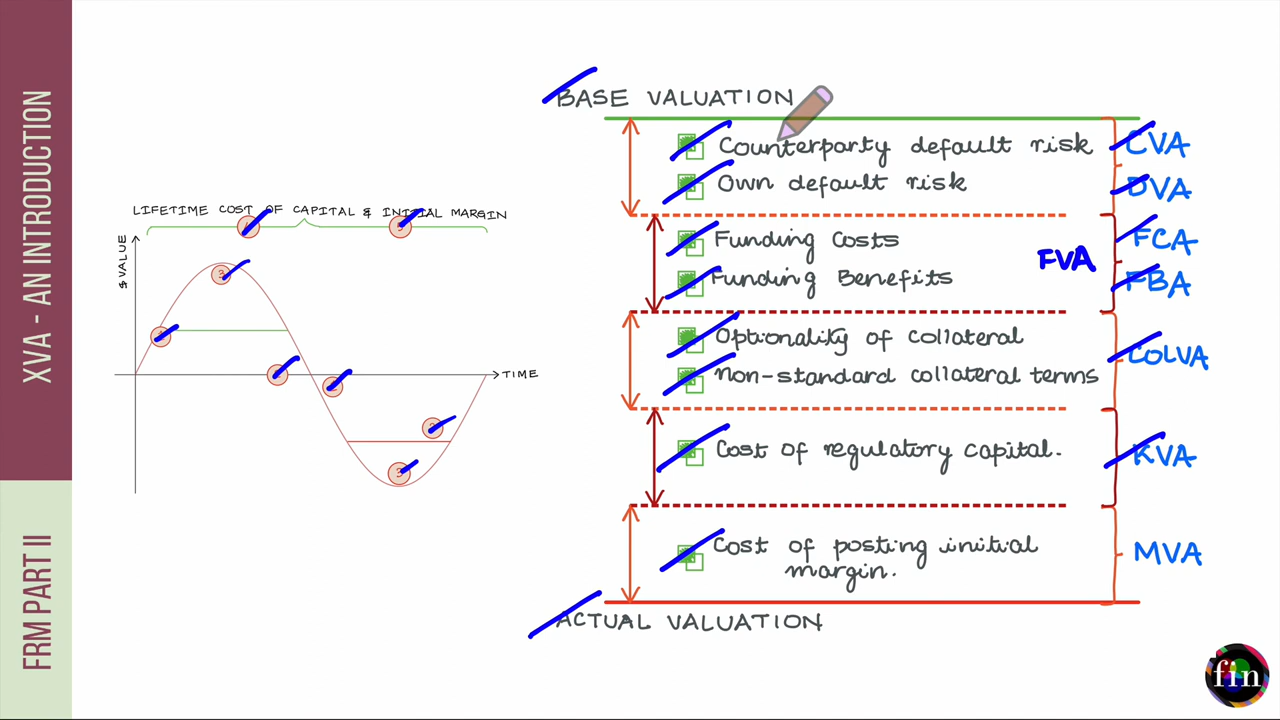 XVA - AN INTRODUCTION
FRM PART II
LIFETIME COST OF CAPITAL & INITIAL MARGIN
$ VALUE
TIME
BASE VALUATION
Counterparty default risk
CVA
Own default risk
DVA
Funding Costs
FCA
FVA
Funding Benefits
FBA
Optionality of collateral
COLVA
Non-standard collateral terms
Cost of regulatory capital.
KVA
Cost of posting initial
margin.
MVA
ACTUAL VALUATION
fin